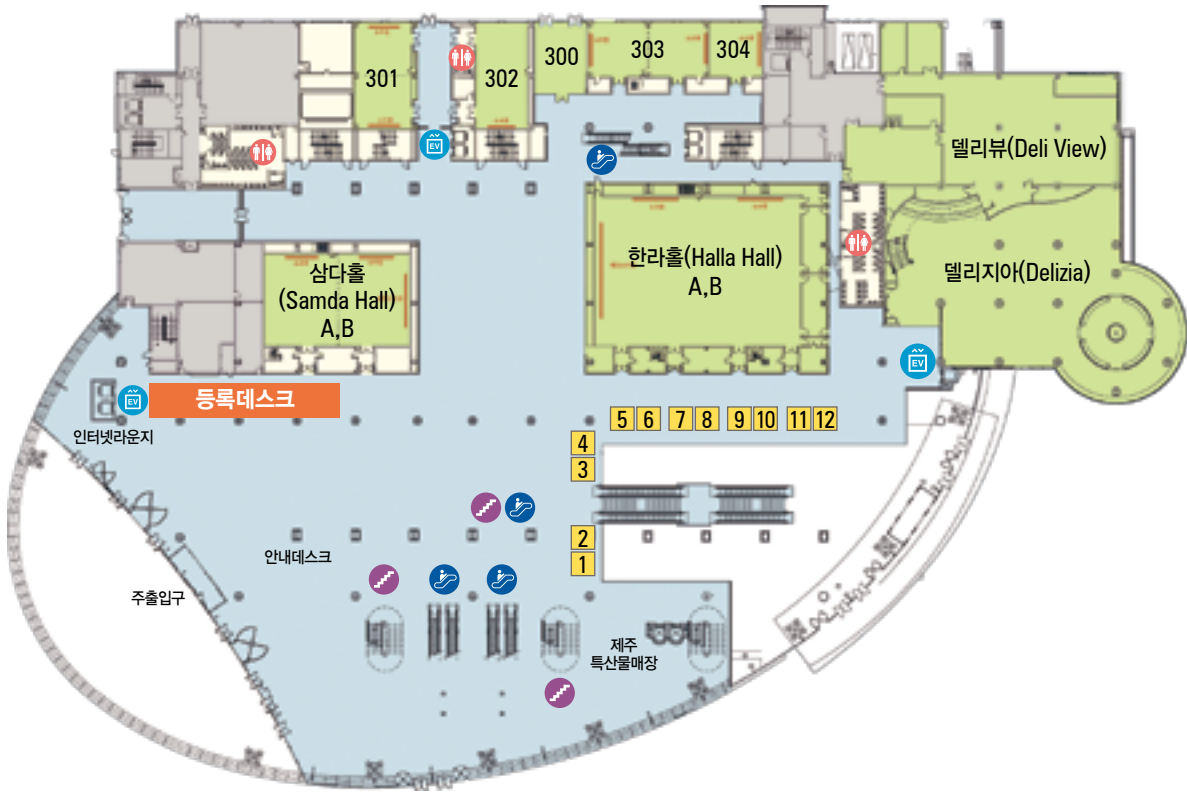 301
302
300
303
304
EV
델리뷰(Deli View)
삼다홀
(Samda Hall)
A,B
한라홀(Halla Hall)
A,B
델리지아(Delizia)
EV
EV
등록데스크
인터넷라운지
5 6 7 8 9 10 11 12
4
3
2
1
안내데스크
주출입구
제주
특산물매장